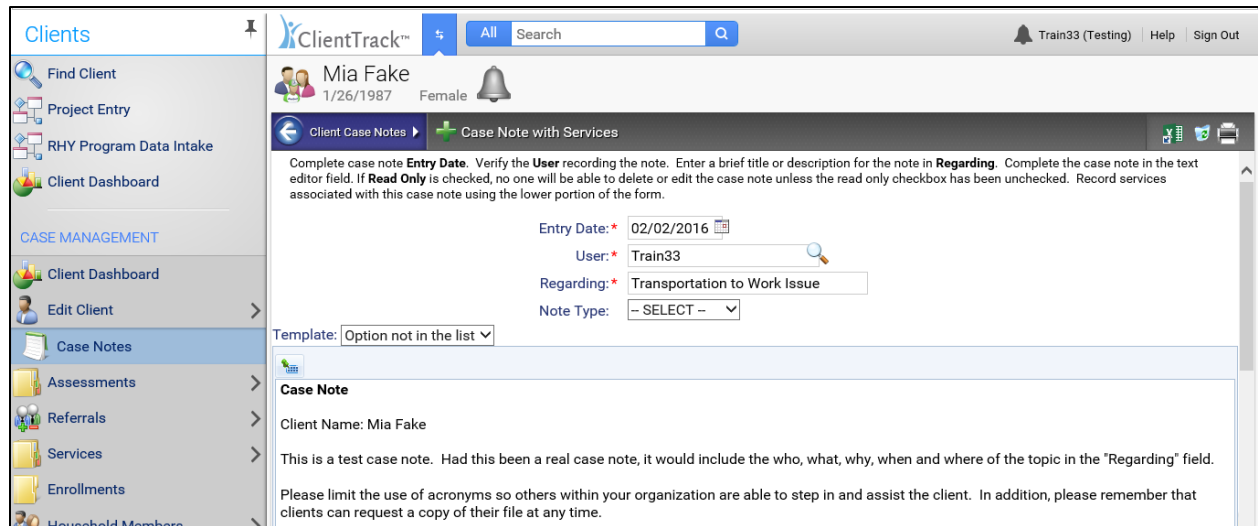 Clients
Find Client
Project Entry
RHY Program Data Intake
Client Dashboard
CASE MANAGEMENT
Client Dashboard
Edit Client
Case Notes
Assessments
Referrals
Services
Enrollments
Household Members
ClientTrack™
All Search
Train33 (Testing) Help Sign Out
Mia Fake
1/26/1987 Female
Client Case Notes Case Note with Services
Complete case note Entry Date. Verify the User recording the note. Enter a brief title or description for the note in Regarding. Complete the case note in the text
editor field. If Read Only is checked, no one will be able to delete or edit the case note unless the read only checkbox has been unchecked. Record services
associated with this case note using the lower portion of the form.
Entry Date:* 02/02/2016
User:* Train33
Regarding:* Transportation to Work Issue
Note Type: -- SELECT --
Template: Option not in the list
Case Note
Client Name: Mia Fake
This is a test case note. Had this been a real case note, it would include the who, what, why, when and where of the topic in the "Regarding" field.
Please limit the use of acronyms so others within your organization are able to step in and assist the client. In addition, please remember that
clients can request a copy of their file at any time.